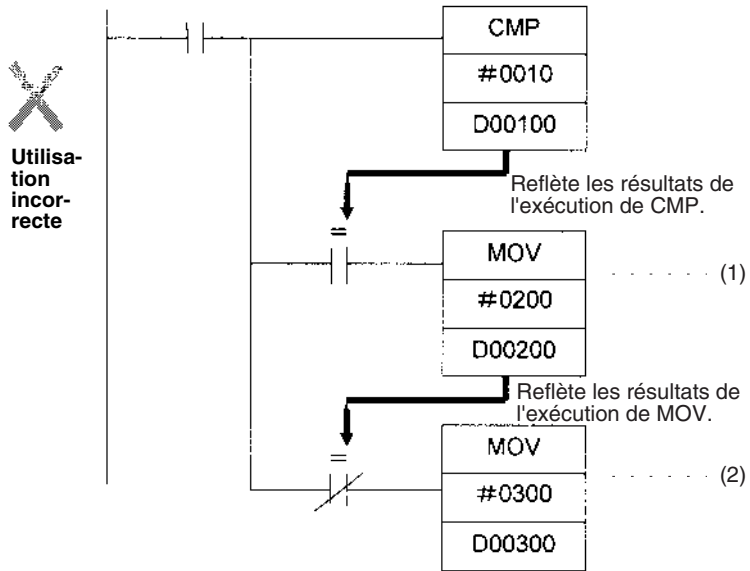 CMP
#0010
D00100
Utilisa-
tion
incor-
recte
Reflète les résultats de
l'exécution de CMP.
=
MOV
#0200
D00200
(1)
Reflète les résultats de
l'exécution de MOV.
=
MOV
#0300
D00300
(2)